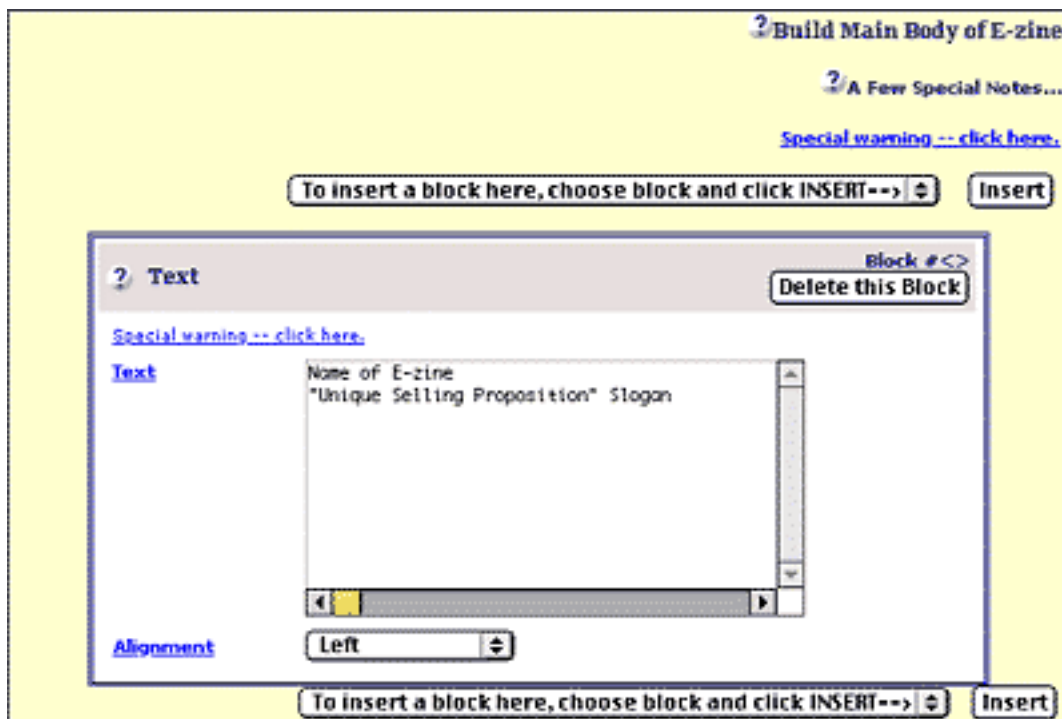 ?Build Main Body of E-zine
?A Few Special Notes...
Special warning -- click here.
To insert a block here, choose block and click INSERT--> Insert
Block #<>
? Text
Delete this Block
Special warning -- click here.
Text
Name of E-zine
"Unique Selling Proposition" Slogan
Alignment Left
To insert a block here, choose block and click INSERT--> Insert